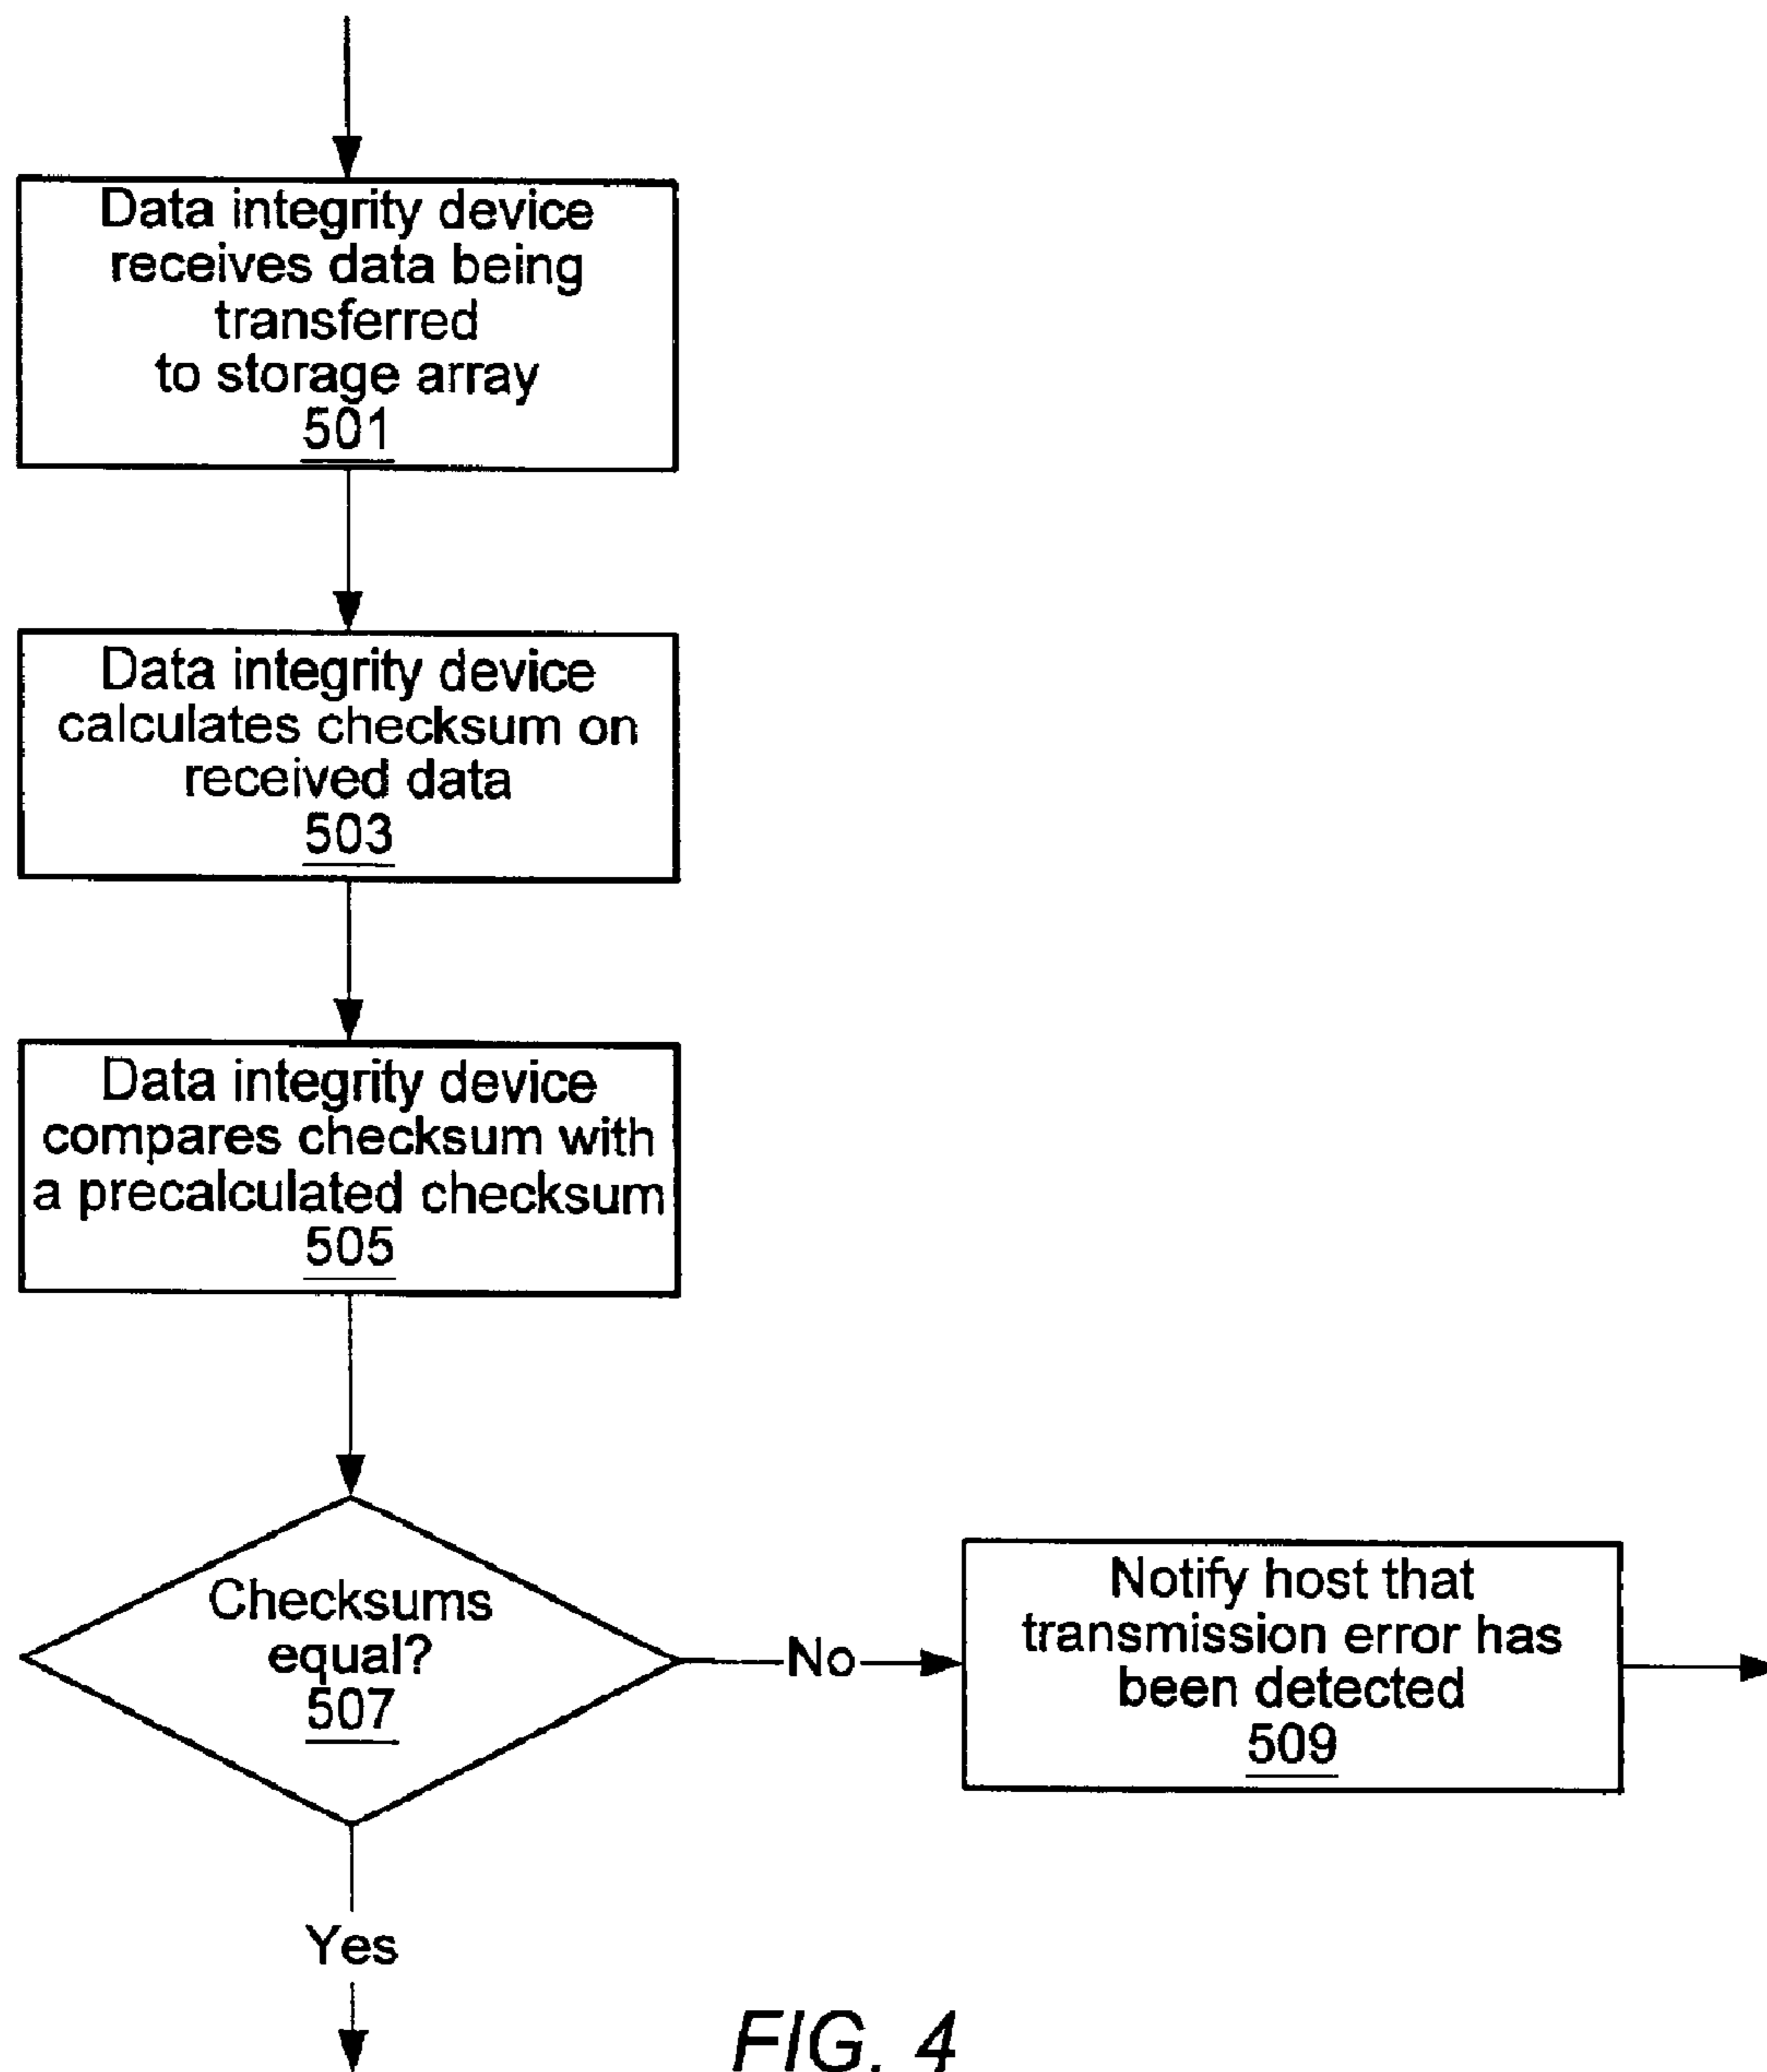 Data integrity device
receives data being
transferred
to storage array
501
Data integrity device
calculates checksum on
received data
503
Data integrity device
compares checksum with
a precalculated checksum
505
Checksums
equal?
507
No
Notify host that
transmission error has
been detected
509
Yes
FIG. 4